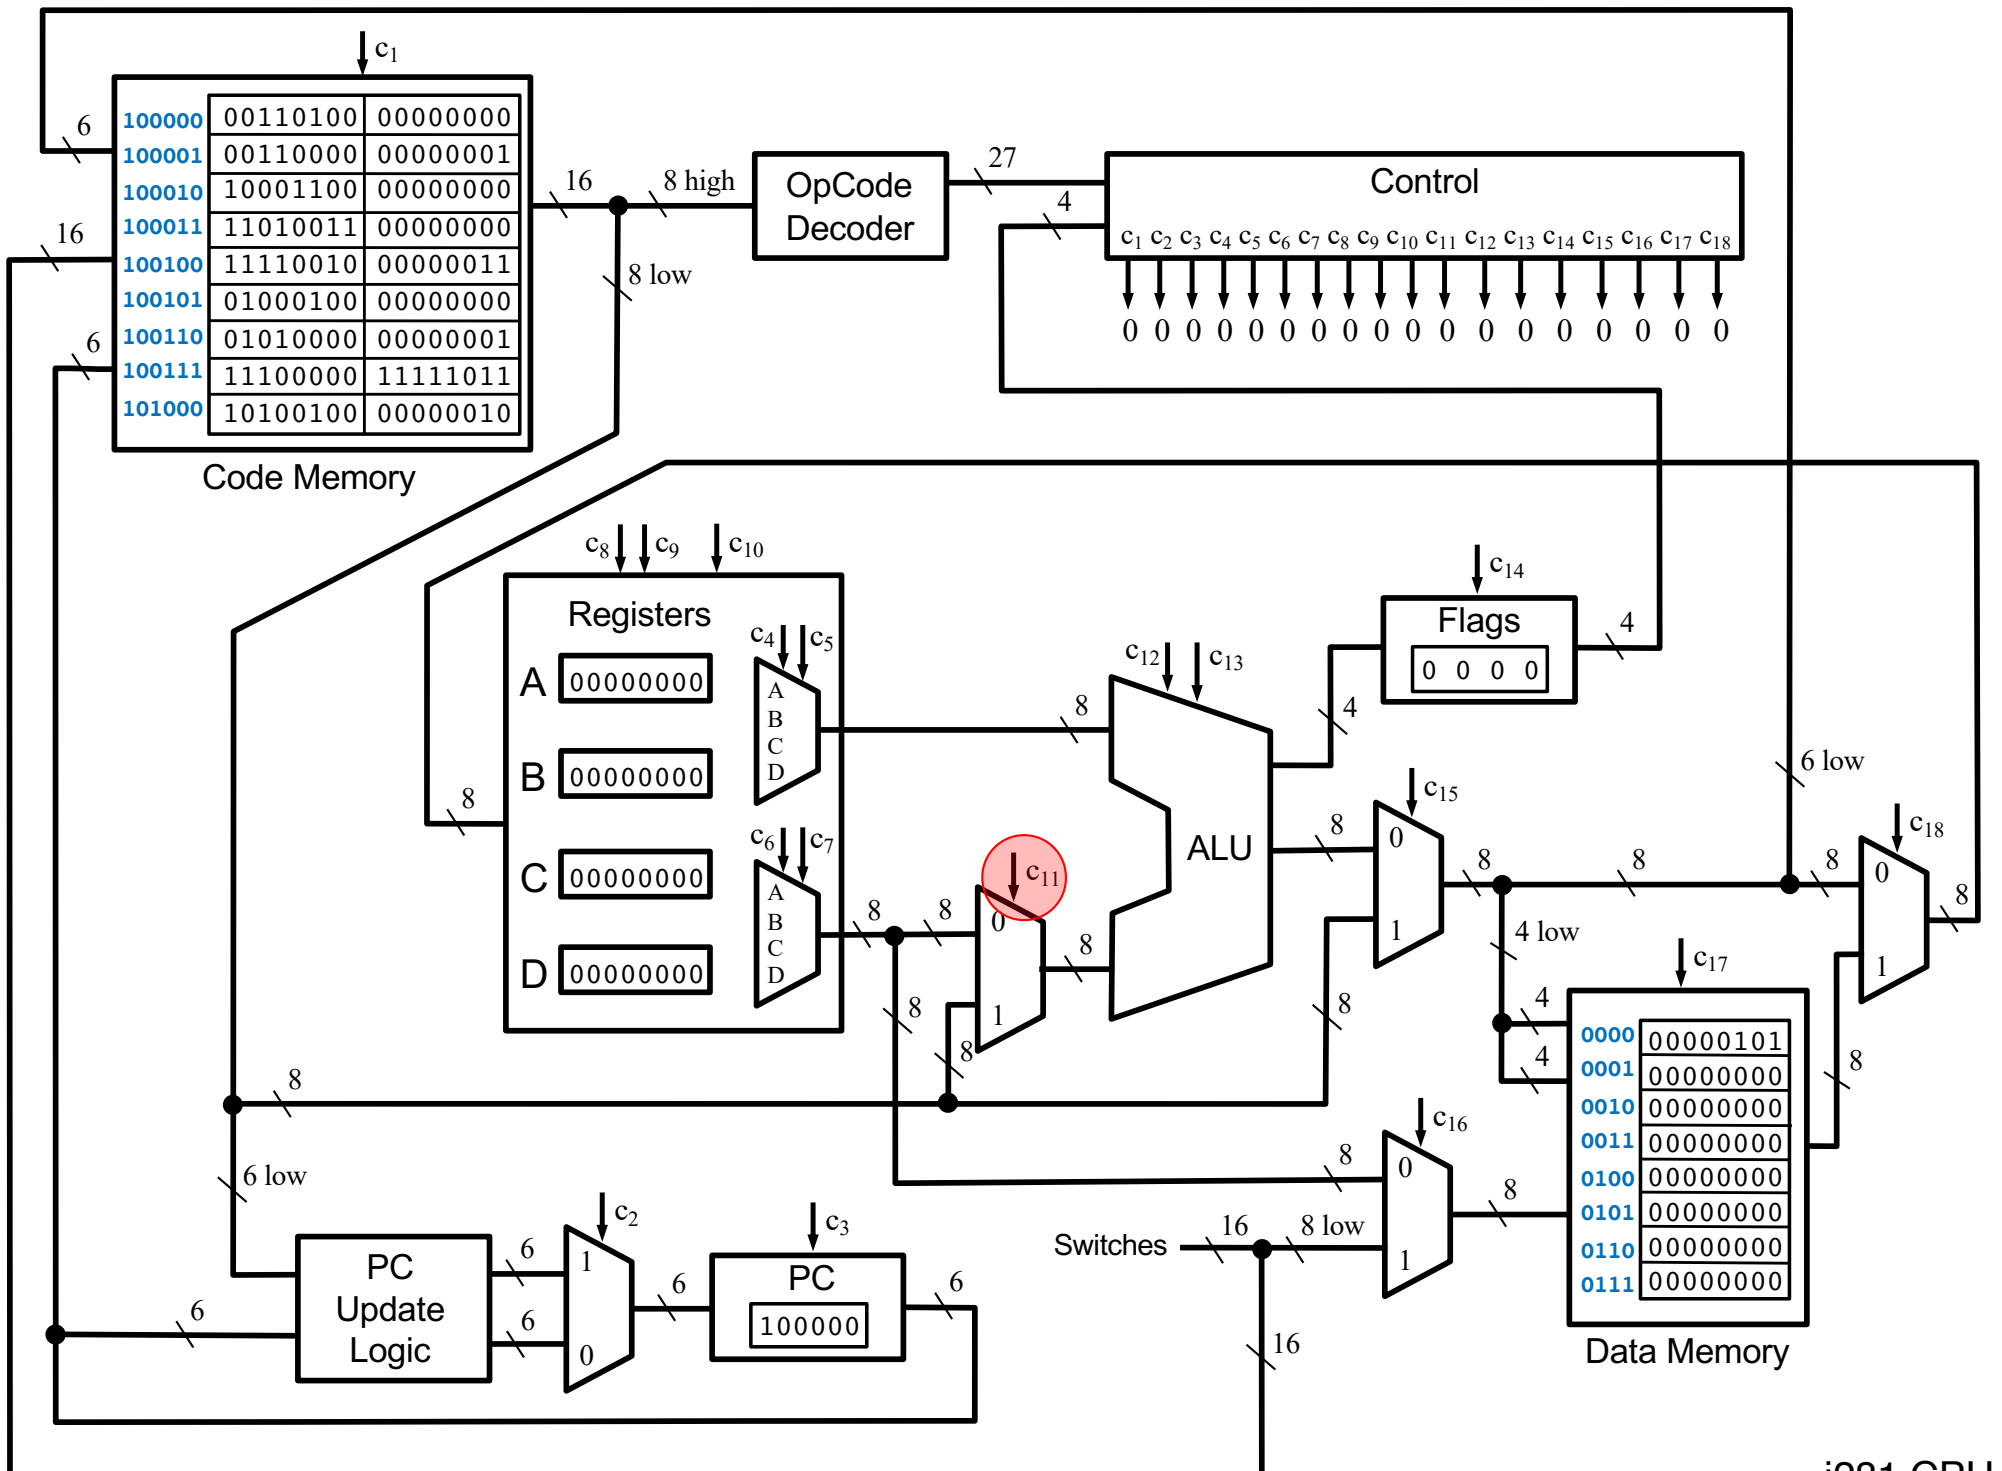 c1
6
100000 00110100 00000000
100001 00110000 00000001
100010 10001100 00000000
100011 11010011 00000000
100100 11110010 00000011
100101 01000100 00000000
100110 01010000 00000001
100111 11100000 11111011
101000 10100100 00000010
16
6
Code Memory
16
8 high
8 low
OpCode
Decoder
27
4
Control
c1 c2 c3 c4 c5 c6 c7 c8 c9 c10 c11 c12 c13 c14 c15 c16 c17 c18
0 0 0 0 0 0 0 0 0 0 0 0 0 0 0 0 0 0
c8 c9 c10
Registers
A 00000000
B 00000000
C 00000000
D 00000000
8
c4 c5
A
B
C
D
c6 c7
A
B
C
D
8
8
8
8
c11
0
1
8
8
8
c12 c13
ALU
8
4
c14
Flags
0 0 0 0
4
c15
0
1
8
8
8
6 low
8
c18
0
1
8
4 low
4
4
c17
0000 00000101
0001 00000000
0010 00000000
0011 00000000
0100 00000000
0101 00000000
0110 00000000
0111 00000000
Data Memory
8
8
c16
0
1
8
8
Switches
16
8 low
16
6 low
6
PC
Update
Logic
6
6
c2
1
0
6
c3
PC
100000
6